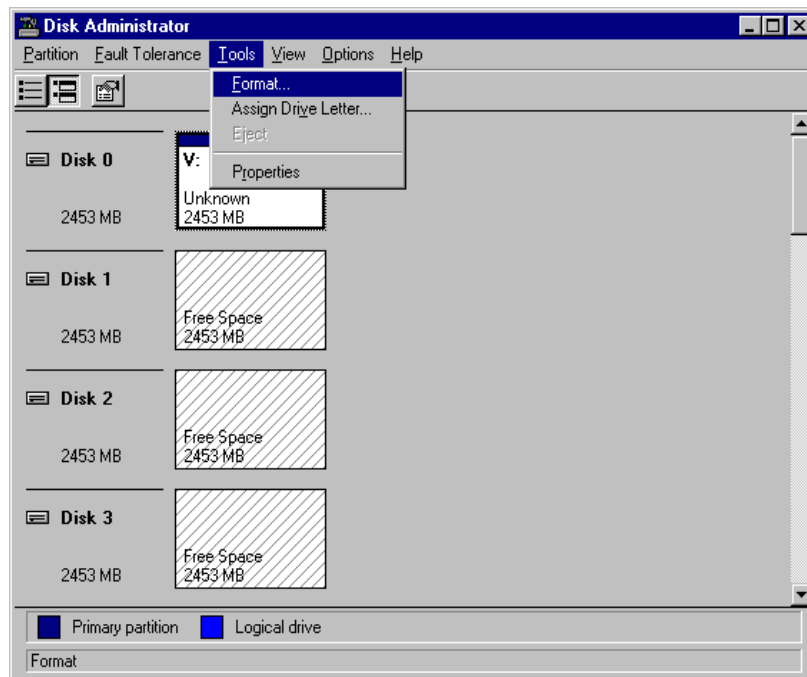 Disk Administrator
Partition Fault Tolerance Tools View Options Help
Format...
Assign Drive Letter...
Eject
Properties
Disk 0
2453 MB
V:
Unknown
2453 MB
Disk 1
2453 MB
Free Space
2453 MB
Disk 2
2453 MB
Free Space
2453 MB
Disk 3
2453 MB
Free Space
2453 MB
Primary partition Logical drive
Format